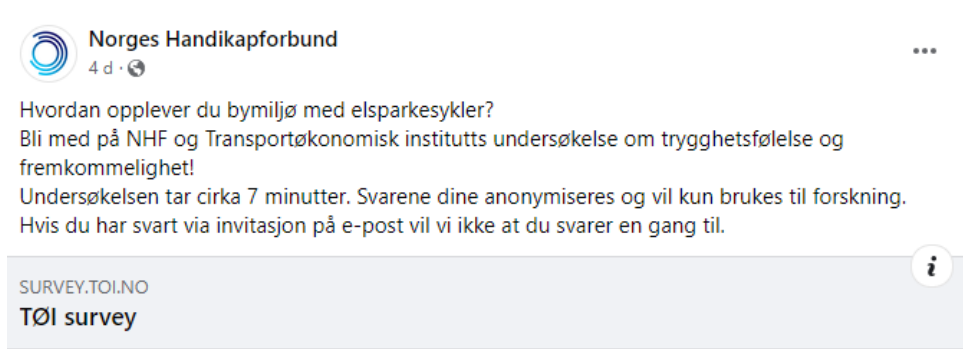 Norges Handikapforbund
4 d ·
Hvordan opplever du bymiljø med elsparkesykler?
Bli med på NHF og Transportøkonomisk institutts undersøkelse om trygghetsfølelse og
fremkommelighet!
Undersøkelsen tar cirka 7 minutter. Svarene dine anonymiseres og vil kun brukes til forskning.
Hvis du har svart via invitasjon på e-post vil vi ikke at du svarer en gang til.
SURVEY.TOI.NO
TØI survey